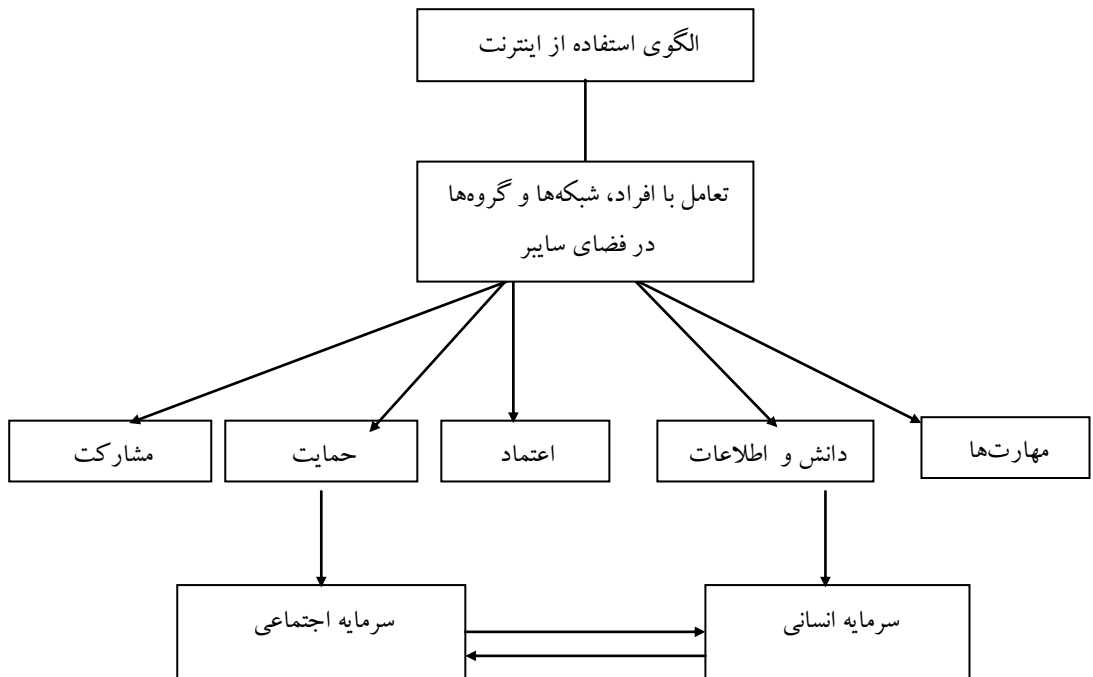 الگوی استفاده از اینترنت
تعامل با افراد، شبکه‌ها و گروه‌ها
در فضای سایبر
مهارت‌ها
دانش و اطلاعات
اعتماد
حمایت
مشارکت
سرمایه انسانی
سرمایه اجتماعی